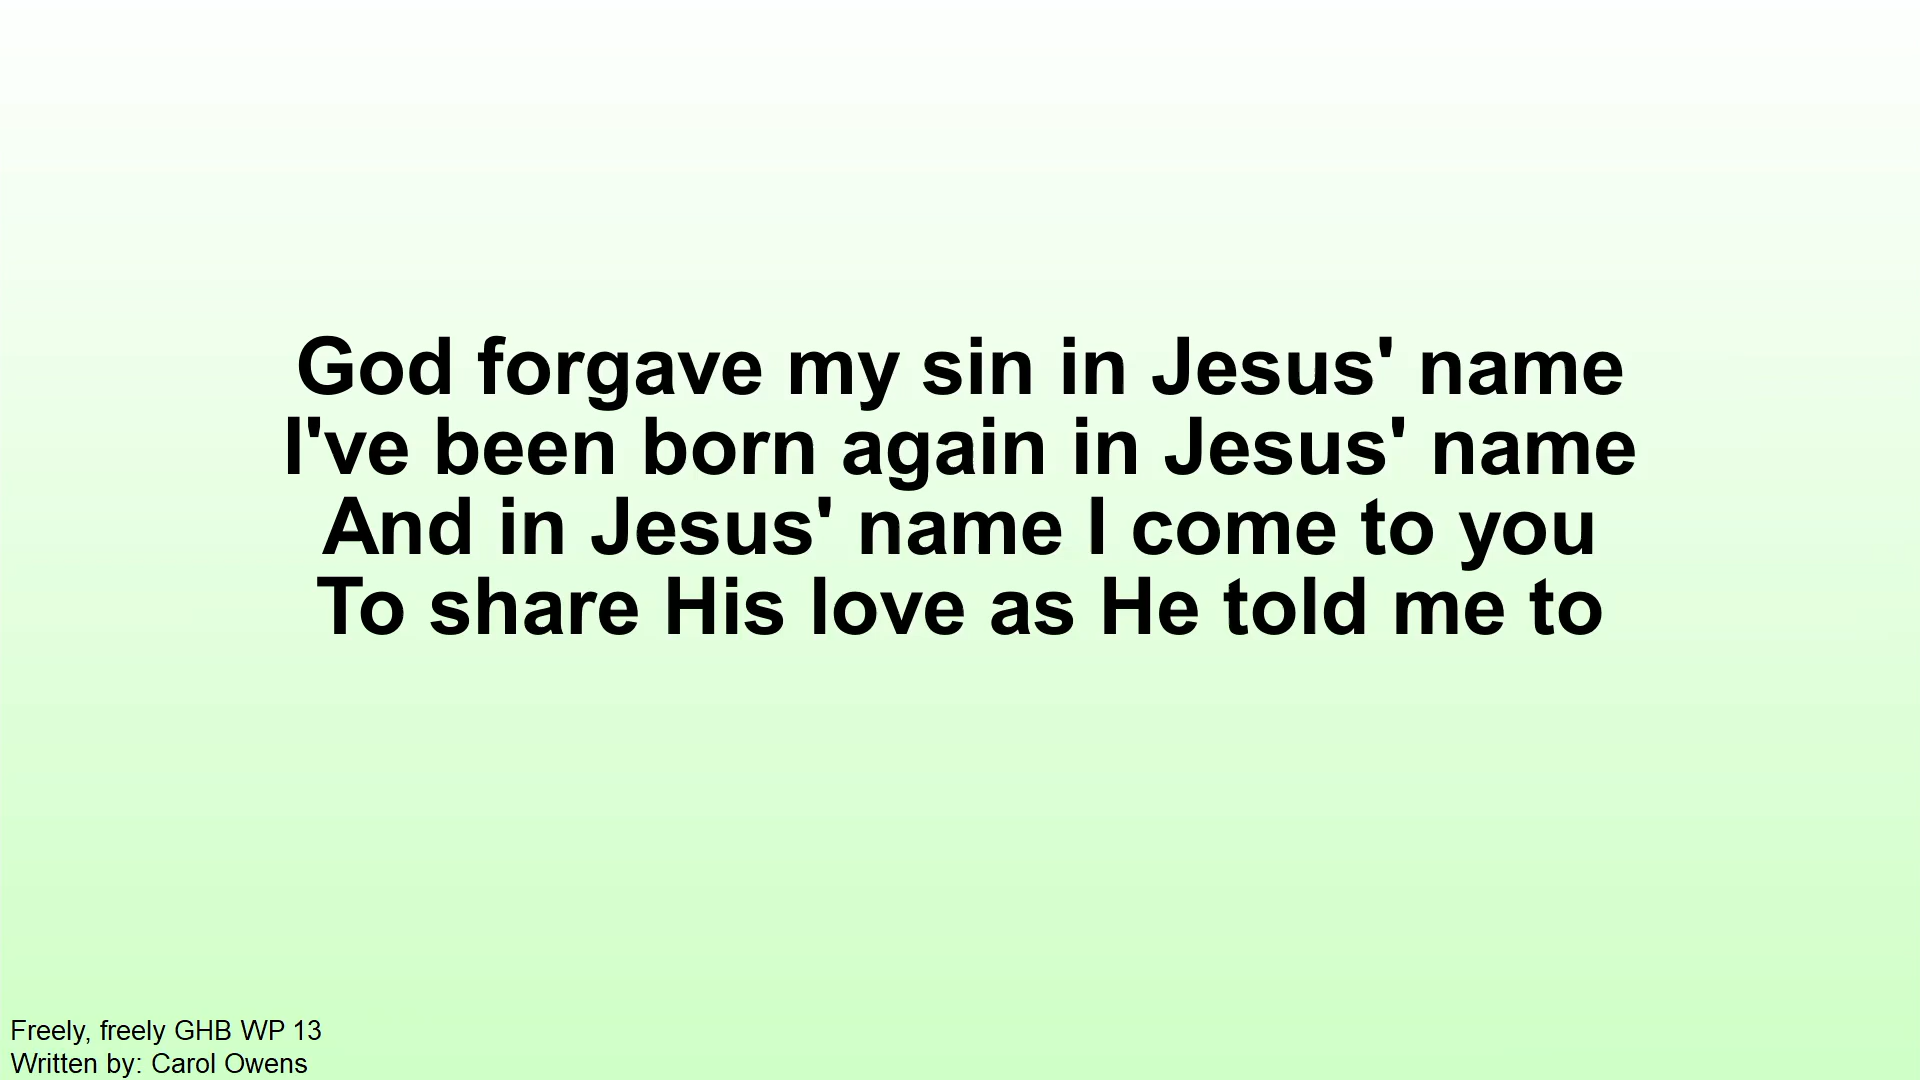 God forgave my sin in Jesus' name
I've been born again in Jesus' name
And in Jesus' name I come to you
To share His love as He told me to
Freely, freely GHB WP 13
Written by: Carol Owens